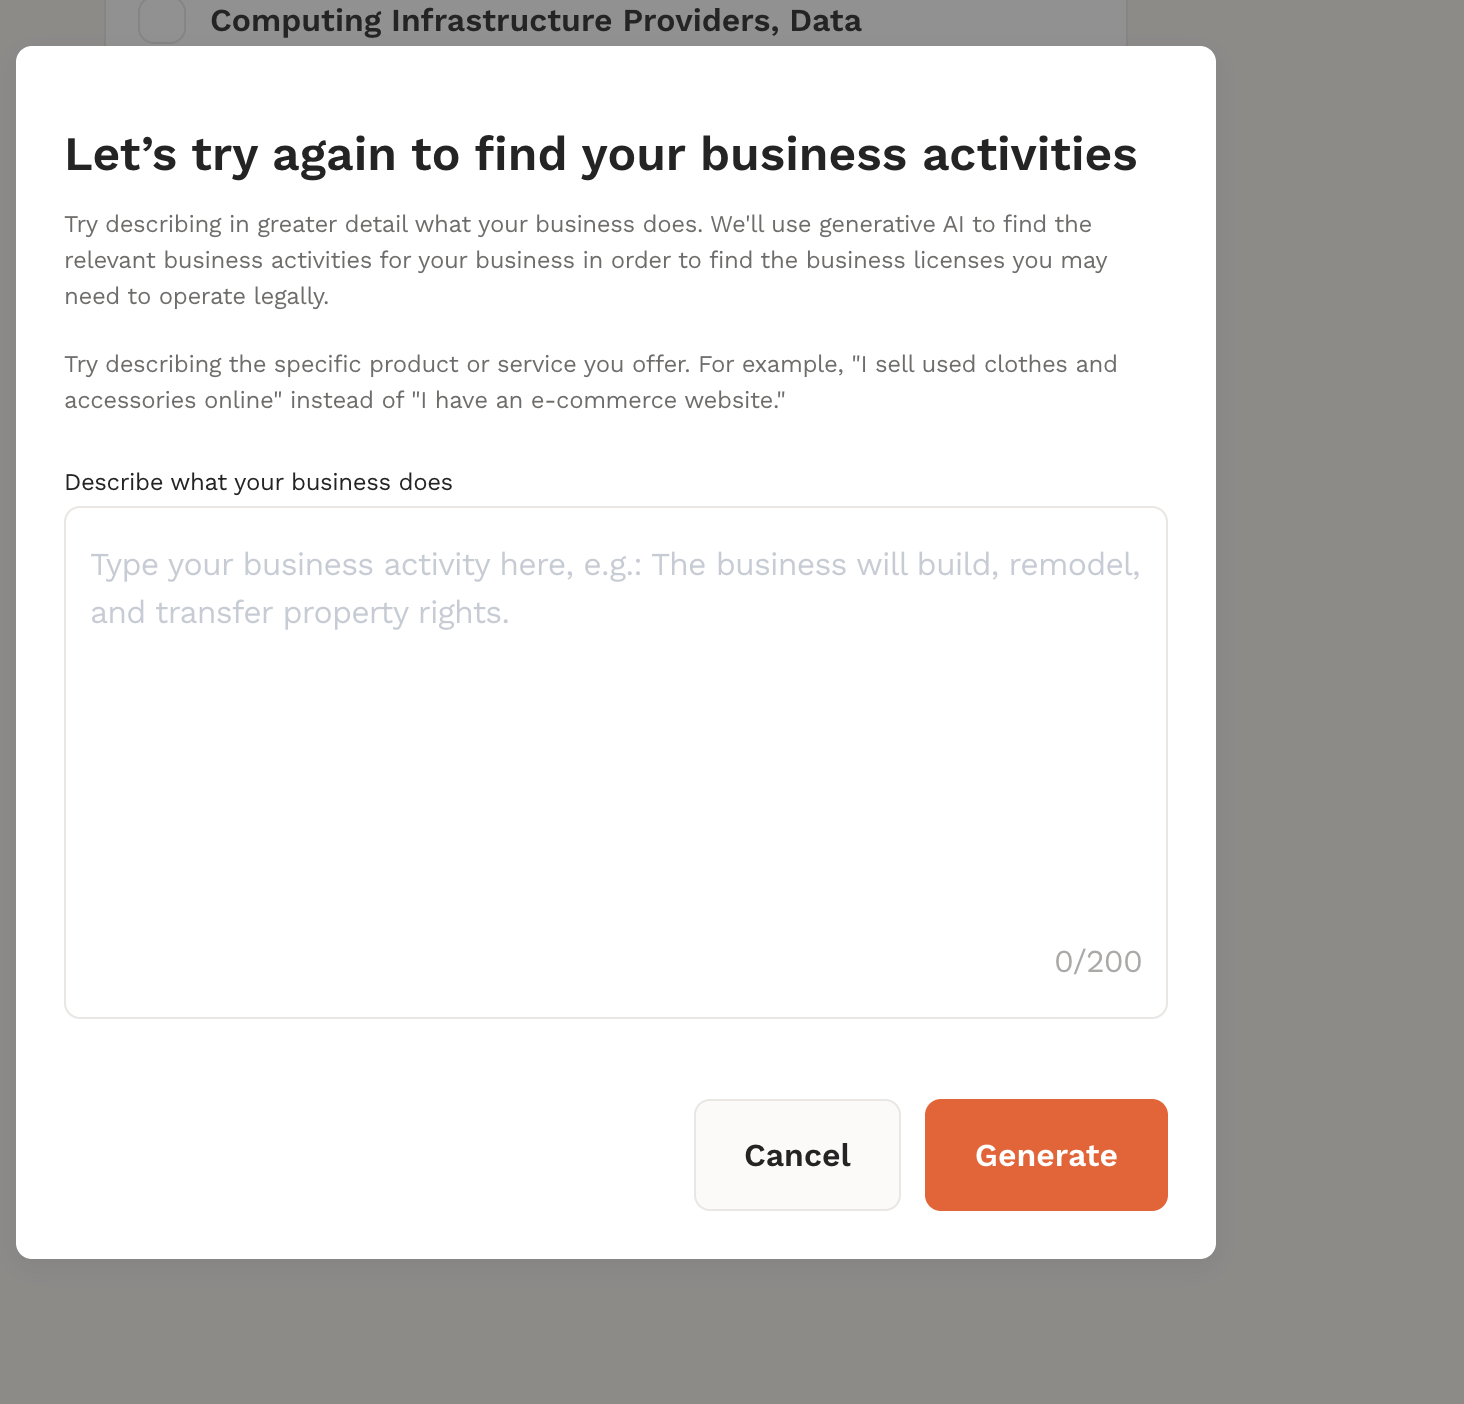 Computing Infrastructure Providers, Data
Let’s try again to find your business activities
Try describing in greater detail what your business does. We'll use generative AI to find the
relevant business activities for your business in order to find the business licenses you may
need to operate legally.
Try describing the specific product or service you offer. For example, "I sell used clothes and
accessories online" instead of "I have an e-commerce website."
Describe what your business does
Type your business activity here, e.g.: The business will build, remodel,
and transfer property rights.
0/200
Cancel
Generate